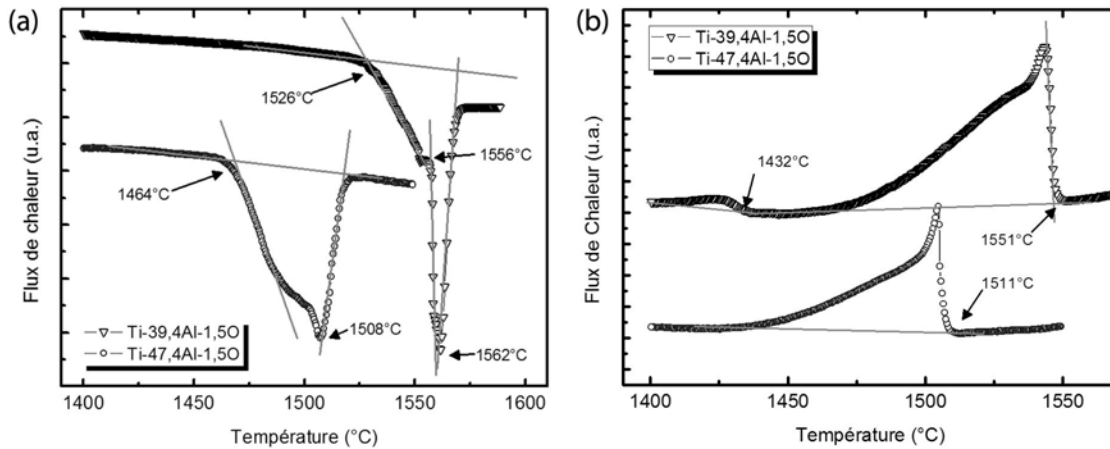 (a)
Flux de chaleur (u.a.)
1526°C
1556°C
1464°C
1508°C
1562°C
Ti-39,4Al-1,5O
Ti-47,4Al-1,5O
1400 1450 1500 1550 1600
Température (°C)
(b)
Flux de Chaleur (u.a.)
Ti-39,4Al-1,5O
Ti-47,4Al-1,5O
1432°C
1551°C
1511°C
1400 1450 1500 1550
Température (°C)